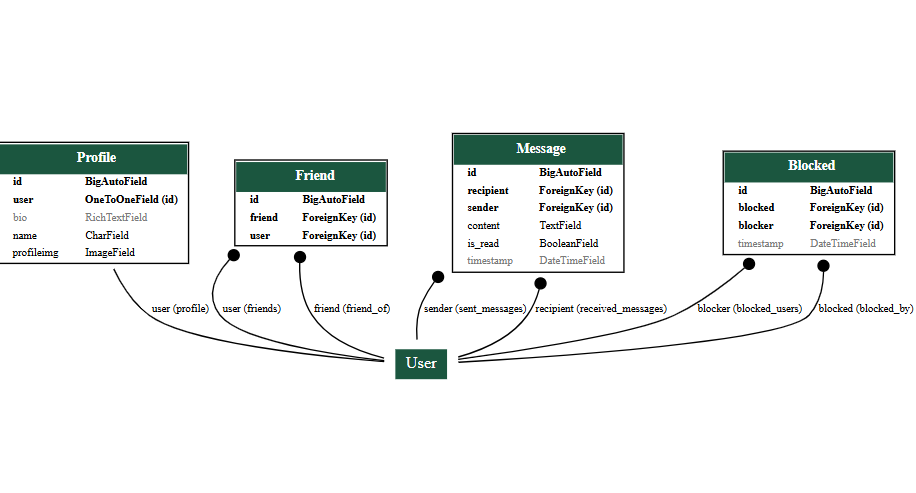 Profile
id BigAutoField
user OneToOneField (id)
bio RichTextField
name CharField
profileimg ImageField
Friend
id BigAutoField
friend ForeignKey (id)
user ForeignKey (id)
Message
id BigAutoField
recipient ForeignKey (id)
sender ForeignKey (id)
content TextField
is_read BooleanField
timestamp DateTimeField
Blocked
id BigAutoField
blocked ForeignKey (id)
blocker ForeignKey (id)
timestamp DateTimeField
user (profile)
user (friends)
friend (friend_of)
sender (sent_messages)
recipient (received_messages)
blocker (blocked_users)
blocked (blocked_by)
User